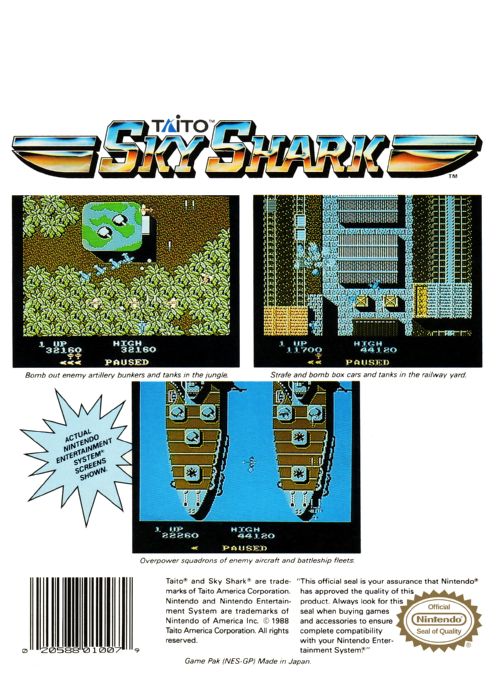 TAITO™
SKY SHARK™
1 UP HIGH
32160 32160
PAUSED
1 UP HIGH
11700 44120
PAUSED
Bomb out enemy artillery bunkers and tanks in the jungle.
Strafe and bomb box cars and tanks in the railway yard.
ACTUAL
NINTENDO
ENTERTAINMENT
SYSTEM®
SCREENS
SHOWN.
1 UP HIGH
22260 44120
PAUSED
Overpower squadrons of enemy aircraft and battleship fleets.
Taito® and Sky Shark® are trade-
marks of Taito America Corporation.
Nintendo and Nintendo Entertain-
ment System are trademarks of
Nintendo of America Inc. © 1988
Taito America Corporation. All rights
reserved.
"This official seal is your assurance that Nintendo®
has approved the quality of this
product. Always look for this
seal when buying games
and accessories to ensure
complete compatibility
with your Nintendo Enter-
tainment System®"
Official
Nintendo®
Seal of Quality
0 20588 01007 9
Game Pak (NES-GP) Made in Japan.